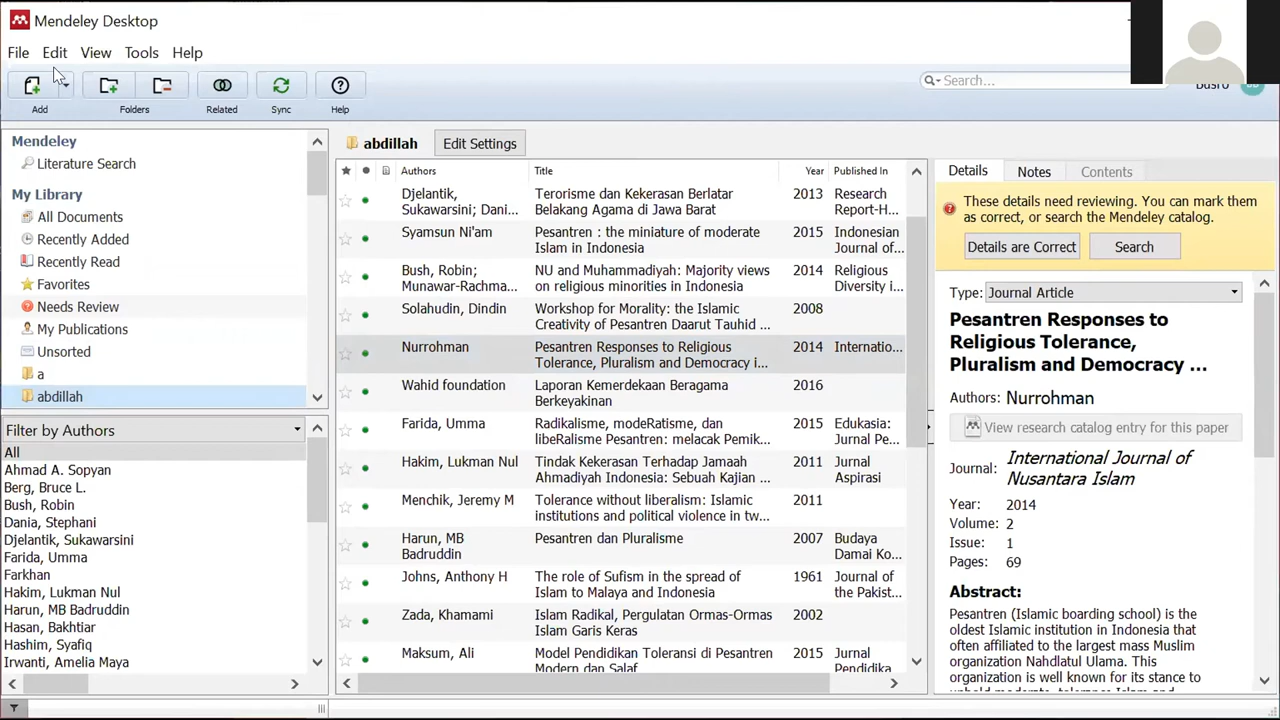 Mendeley Desktop
File Edit View Tools Help
Add Folders Related Sync Help
Search...
Mendeley
Literature Search
My Library
All Documents
Recently Added
Recently Read
Favorites
Needs Review
My Publications
Unsorted
a
abdillah
Filter by Authors
All
Ahmad A. Sopyan
Berg, Bruce L.
Bush, Robin
Dania, Stephani
Djelantik, Sukawarsini
Farida, Umma
Farkhan
Hakim, Lukman Nul
Harun, MB Badruddin
Hasan, Bakhtiar
Hashim, Syafiq
Irwanti, Amelia Maya
abdillah Edit Settings
Authors Title Year Published In
Djelantik, Terorisme dan Kekerasan Berlatar 2013 Research
Sukawarsini; Dani... Belakang Agama di Jawa Barat Report-H...
Syamsun Ni'am Pesantren : the miniature of moderate 2015 Indonesian
Islam in Indonesia Journal of...
Bush, Robin; NU and Muhammadiyah: Majority views 2014 Religious
Munawar-Rachma... on religious minorities in Indonesia Diversity i...
Solahudin, Dindin Workshop for Morality: the Islamic 2008
Creativity of Pesantren Daarut Tauhid ...
Nurrohman Pesantren Responses to Religious 2014 Internatio...
Tolerance, Pluralism and Democracy i...
Wahid foundation Laporan Kemerdekaan Beragama 2016
Berkeyakinan
Farida, Umma Radikalisme, modeRatisme, dan 2015 Edukasia:
libeRalisme Pesantren: melacak Pemik... Jurnal Pe...
Hakim, Lukman Nul Tindak Kekerasan Terhadap Jamaah 2011 Jurnal
Ahmadiyah Indonesia: Sebuah Kajian ... Aspirasi
Menchik, Jeremy M Tolerance without liberalism: Islamic 2011
institutions and political violence in tw...
Harun, MB Pesantren dan Pluralisme 2007 Budaya
Badruddin Damai Ko...
Johns, Anthony H The role of Sufism in the spread of 1961 Journal of
Islam to Malaya and Indonesia the Pakist...
Zada, Khamami Islam Radikal, Pergulatan Ormas-Ormas 2002
Islam Garis Keras
Maksum, Ali Model Pendidikan Toleransi di Pesantren 2015 Jurnal
Modern dan Salaf Pendidika...
Details Notes Contents
These details need reviewing. You can mark them
as correct, or search the Mendeley catalog.
Details are Correct Search
Type: Journal Article
Pesantren Responses to
Religious Tolerance,
Pluralism and Democracy ...
Authors: Nurrohman
View research catalog entry for this paper
Journal: International Journal of
Nusantara Islam
Year: 2014
Volume: 2
Issue: 1
Pages: 69
Abstract:
Pesantren (Islamic boarding school) is the
oldest Islamic institution in Indonesia that
often affiliated to the largest mass Muslim
organization Nahdlatul Ulama. This
organization is well known for its stance to